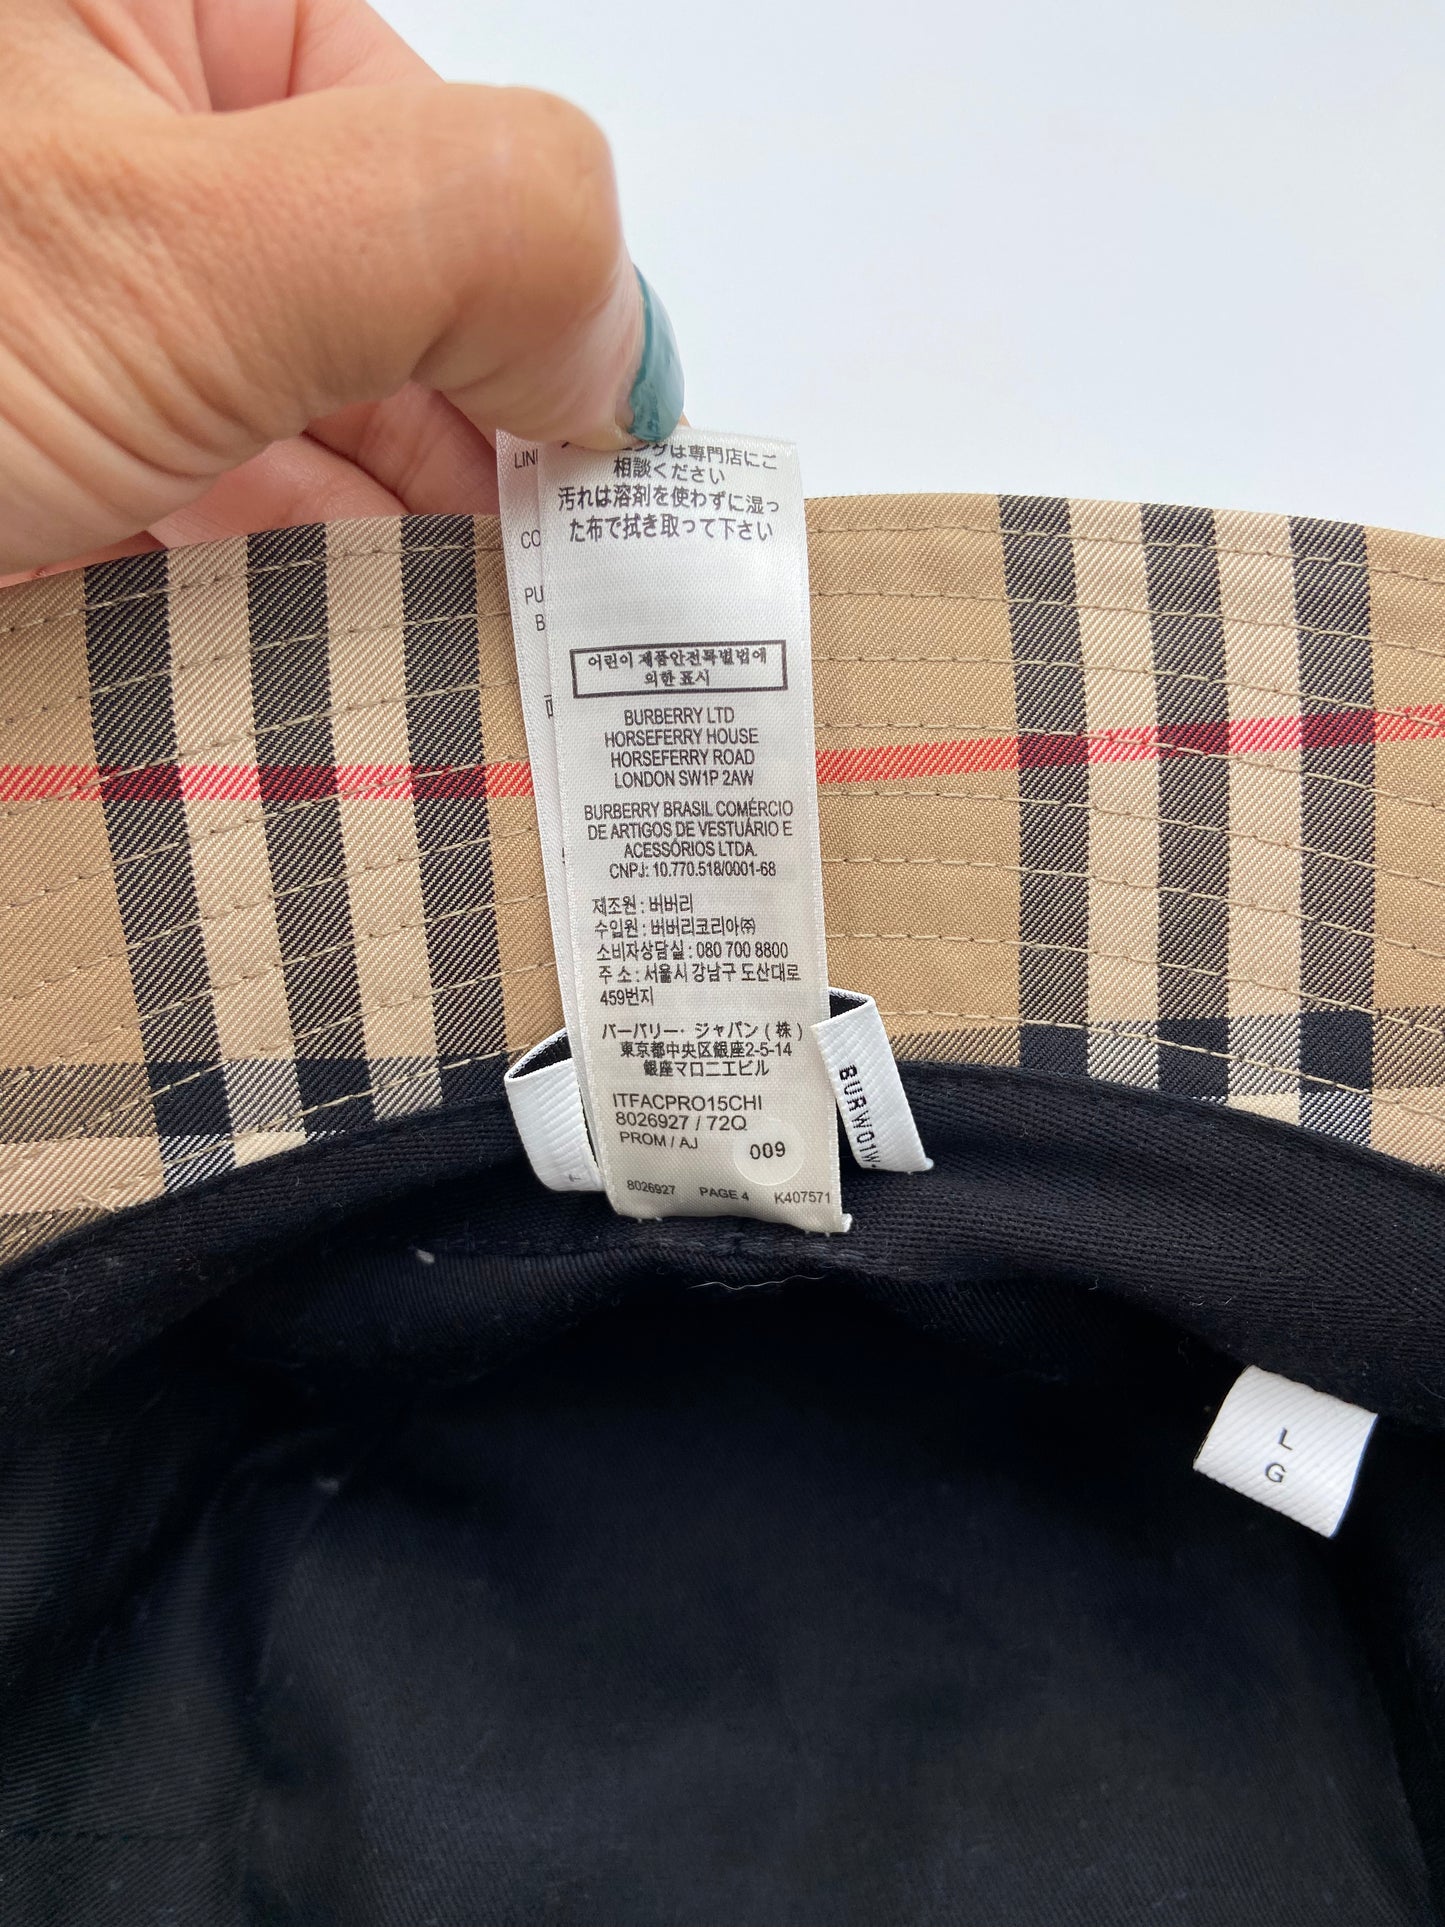 LINI
CO
PU
B
ングは専門店にご
相談ください
汚れは溶剤を使わずに湿っ
た布で拭き取って下さい
어린이 제품안전특별법에
의한 표시
BURBERRY LTD
HORSEFERRY HOUSE
HORSEFERRY ROAD
LONDON SW1P 2AW
BURBERRY BRASIL COMÉRCIO
DE ARTIGOS DE VESTUÁRIO E
ACESSÓRIOS LTDA.
CNPJ: 10.770.518/0001-68
제조원 : 버버리
수입원 : 버버리코리아㈜
소비자상담실 : 080 700 8800
주 소 : 서울시 강남구 도산대로
459번지
バーバリー・ジャパン ( 株 )
東京都中央区銀座2-5-14
銀座マロニエビル
ITFACPRO15CHI
8026927 / 72Q
PROM / AJ
009
8026927 PAGE 4 K407571
BURW01W-
L
G